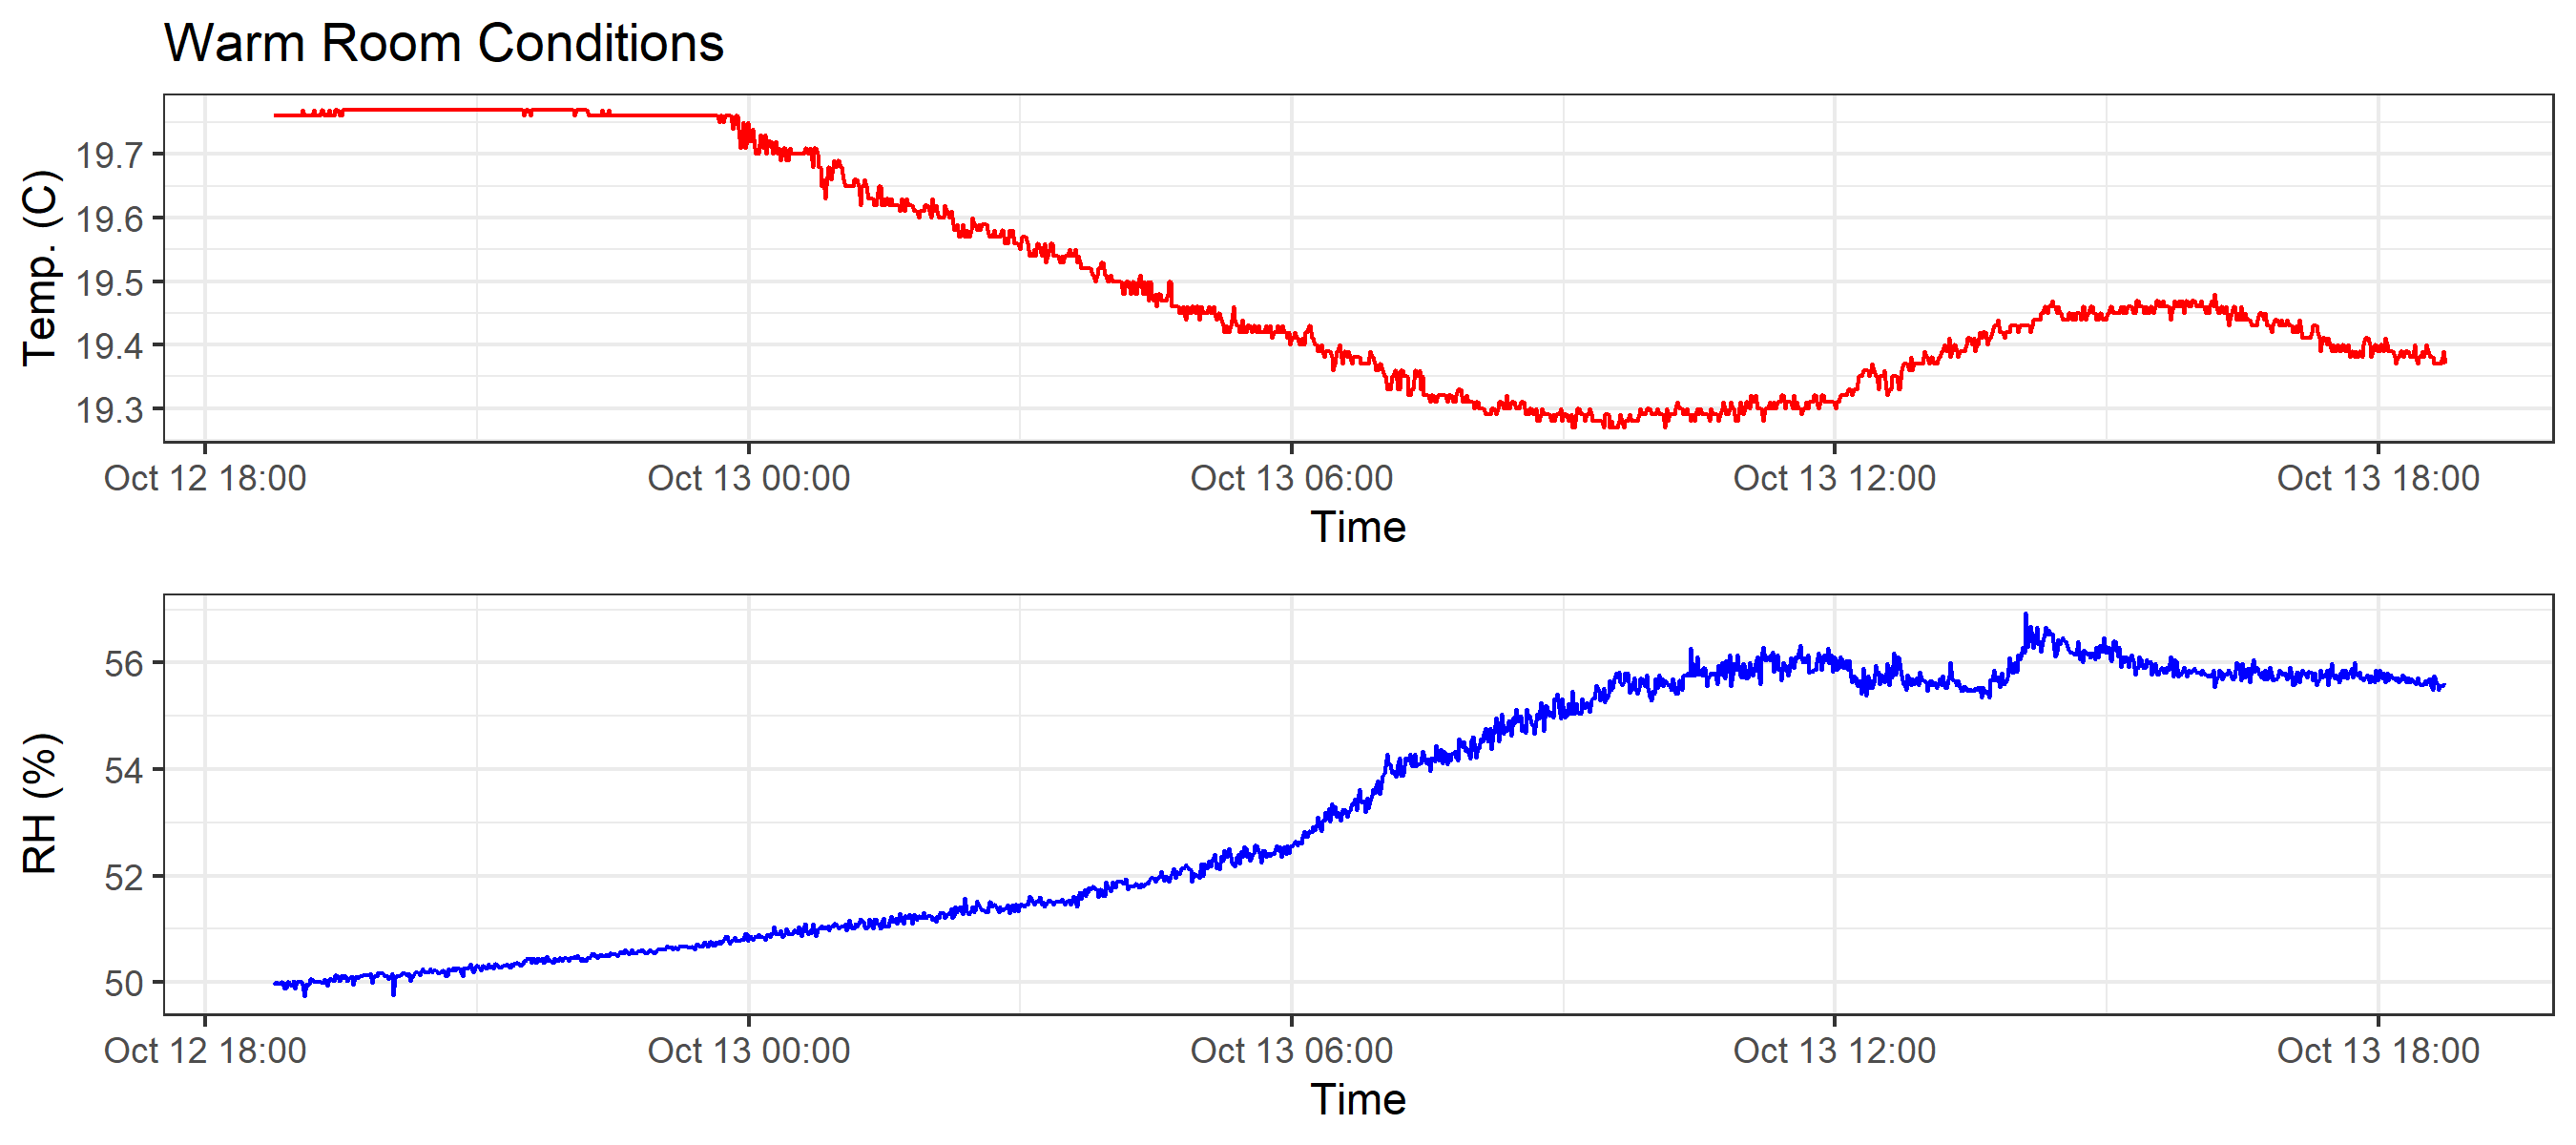 Warm Room Conditions
Temp. (C)
19.7
19.6
19.5
19.4
19.3
Oct 12 18:00 Oct 13 00:00 Oct 13 06:00 Oct 13 12:00 Oct 13 18:00
Time
RH (%)
56
54
52
50
Oct 12 18:00 Oct 13 00:00 Oct 13 06:00 Oct 13 12:00 Oct 13 18:00
Time